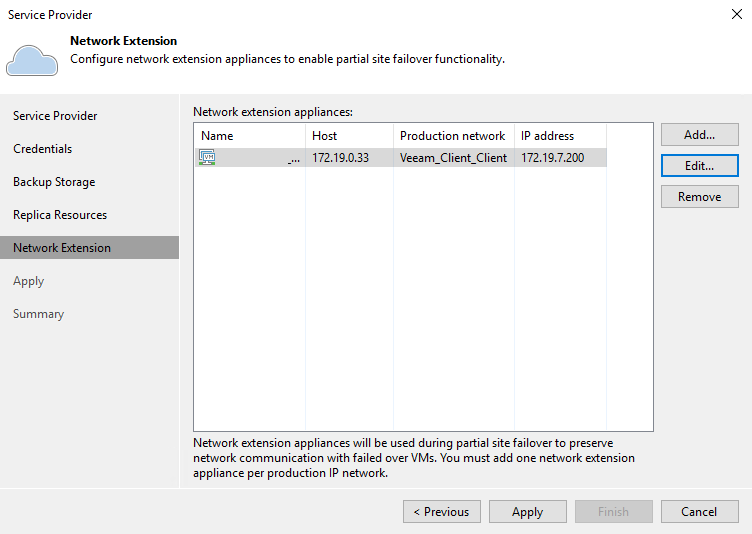 Service Provider
Network Extension
Configure network extension appliances to enable partial site failover functionality.
Service Provider
Credentials
Backup Storage
Replica Resources
Network Extension
Apply
Summary
Network extension appliances:
Name Host Production network IP address
VM _... 172.19.0.33 Veeam_Client_Client 172.19.7.200
Add...
Edit...
Remove
Network extension appliances will be used during partial site failover to preserve
network communication with failed over VMs. You must add one network extension
appliance per production IP network.
< Previous Apply Finish Cancel